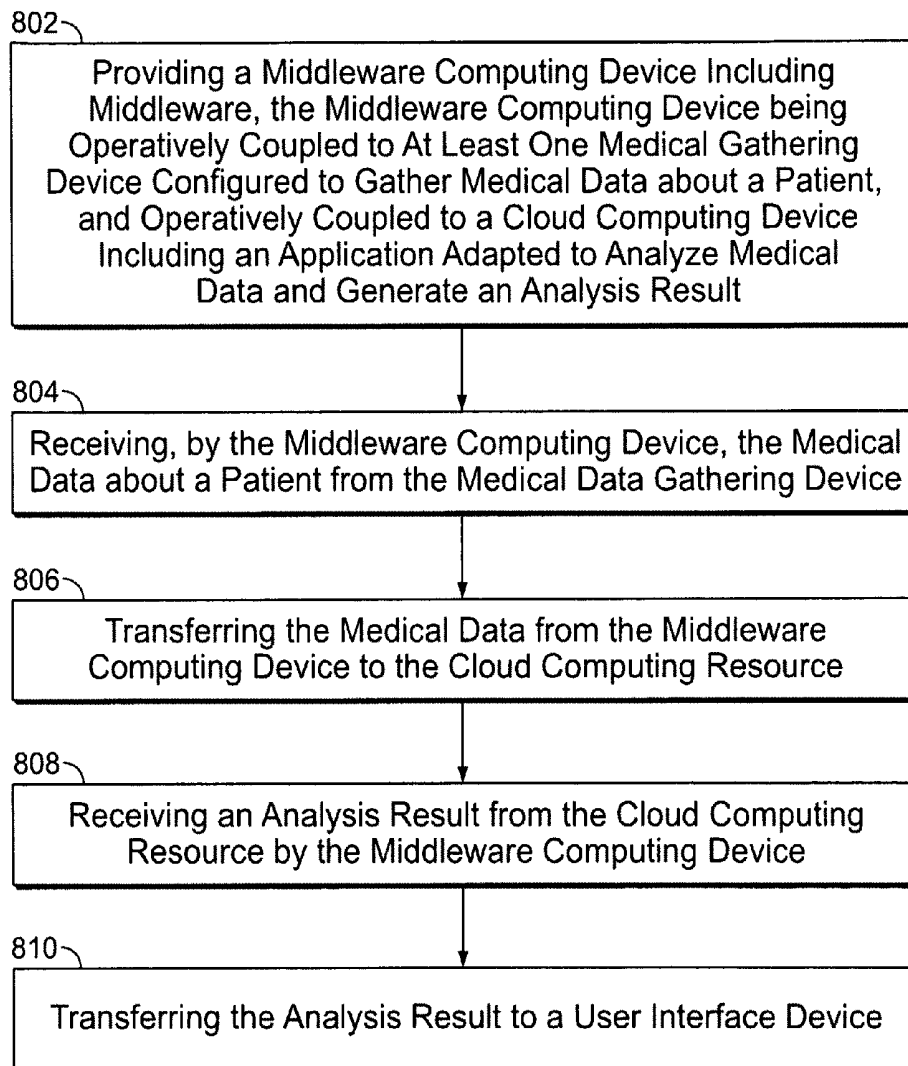 802
Providing a Middleware Computing Device Including
Middleware, the Middleware Computing Device being
Operatively Coupled to At Least One Medical Gathering
Device Configured to Gather Medical Data about a Patient,
and Operatively Coupled to a Cloud Computing Device
Including an Application Adapted to Analyze Medical
Data and Generate an Analysis Result
804
Receiving, by the Middleware Computing Device, the Medical
Data about a Patient from the Medical Data Gathering Device
806
Transferring the Medical Data from the Middleware
Computing Device to the Cloud Computing Resource
808
Receiving an Analysis Result from the Cloud Computing
Resource by the Middleware Computing Device
810
Transferring the Analysis Result to a User Interface Device